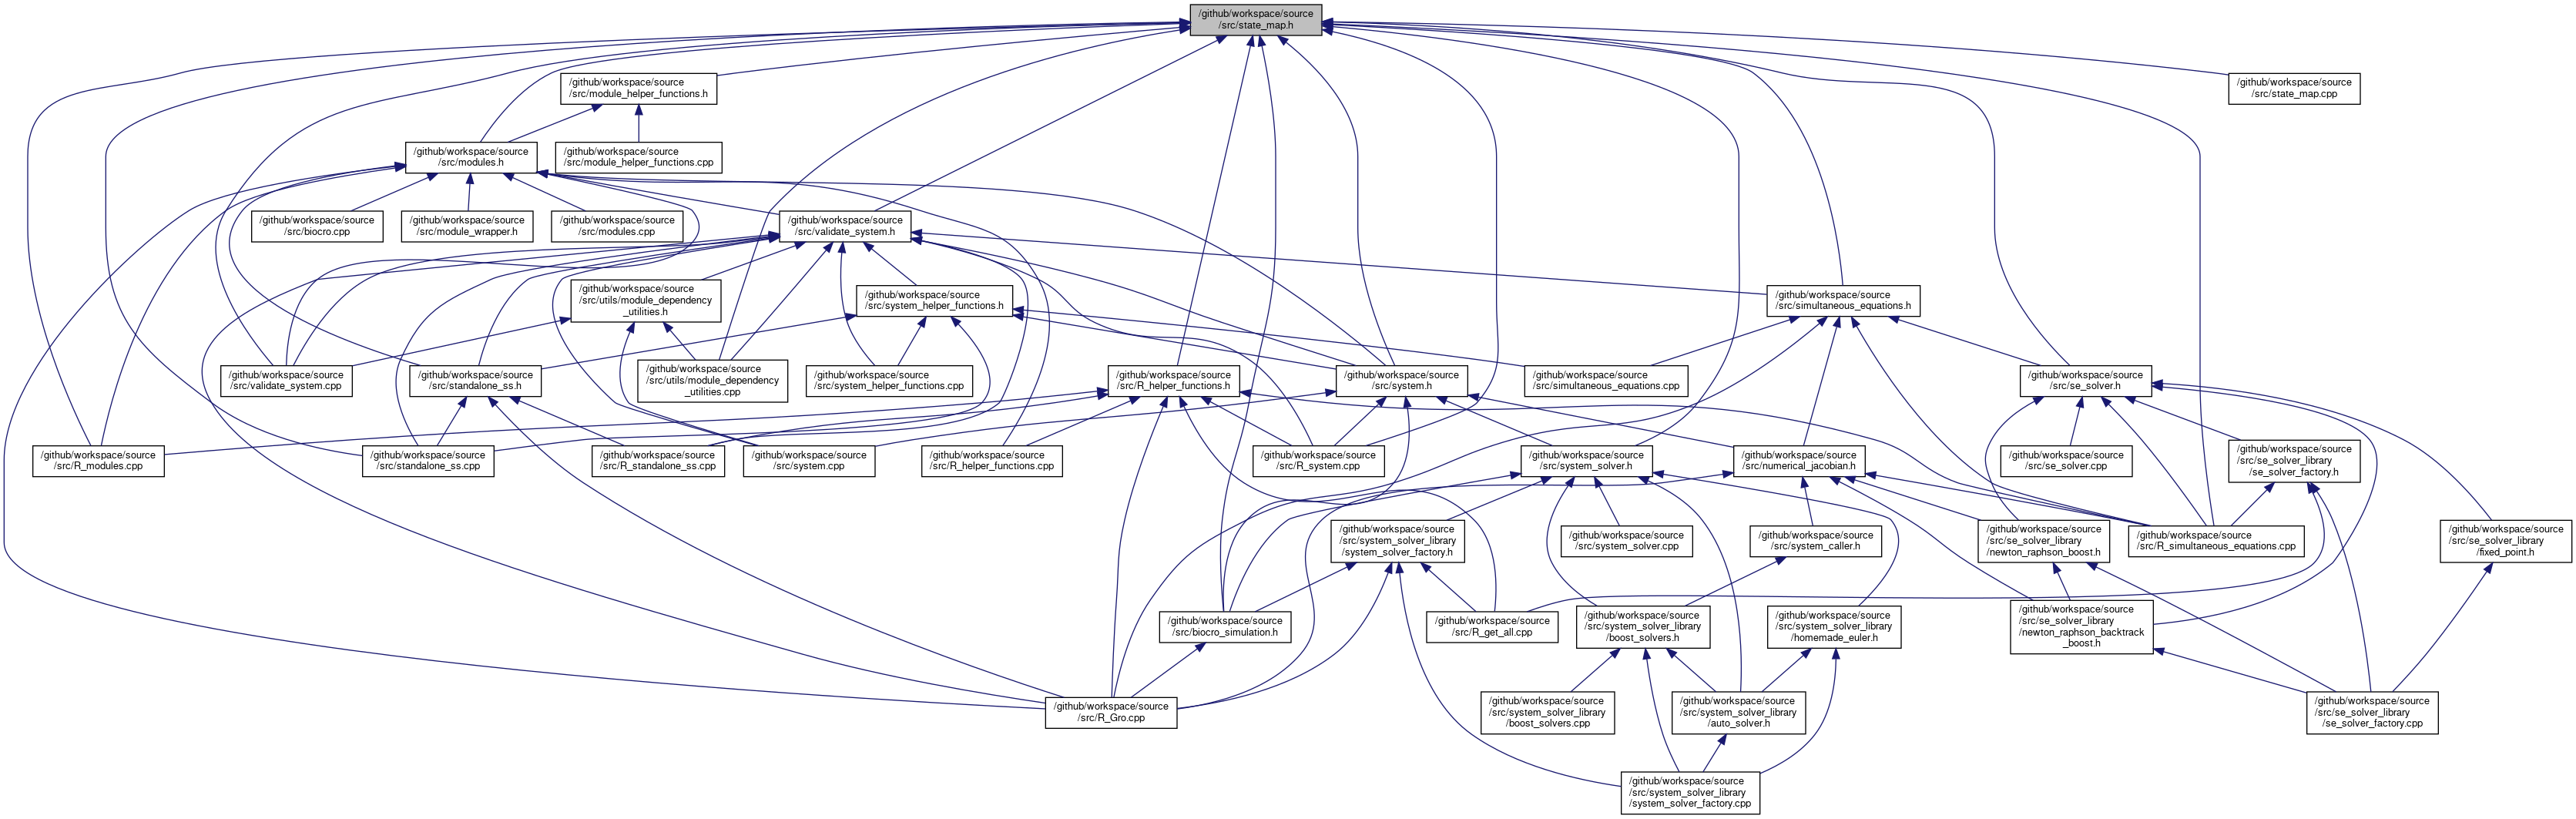 /github/workspace/source
/src/state_map.h
/github/workspace/source
/src/module_helper_functions.h
/github/workspace/source
/src/state_map.cpp
/github/workspace/source
/src/modules.h
/github/workspace/source
/src/module_helper_functions.cpp
/github/workspace/source
/src/biocro.cpp
/github/workspace/source
/src/module_wrapper.h
/github/workspace/source
/src/modules.cpp
/github/workspace/source
/src/validate_system.h
/github/workspace/source
/src/utils/module_dependency
_utilities.h
/github/workspace/source
/src/system_helper_functions.h
/github/workspace/source
/src/simultaneous_equations.h
/github/workspace/source
/src/validate_system.cpp
/github/workspace/source
/src/standalone_ss.h
/github/workspace/source
/src/utils/module_dependency
_utilities.cpp
/github/workspace/source
/src/system_helper_functions.cpp
/github/workspace/source
/src/R_helper_functions.h
/github/workspace/source
/src/system.h
/github/workspace/source
/src/simultaneous_equations.cpp
/github/workspace/source
/src/se_solver.h
/github/workspace/source
/src/R_modules.cpp
/github/workspace/source
/src/standalone_ss.cpp
/github/workspace/source
/src/R_standalone_ss.cpp
/github/workspace/source
/src/system.cpp
/github/workspace/source
/src/R_helper_functions.cpp
/github/workspace/source
/src/R_system.cpp
/github/workspace/source
/src/system_solver.h
/github/workspace/source
/src/numerical_jacobian.h
/github/workspace/source
/src/se_solver.cpp
/github/workspace/source
/src/se_solver_library
/se_solver_factory.h
/github/workspace/source
/src/system_solver_library
/system_solver_factory.h
/github/workspace/source
/src/system_solver.cpp
/github/workspace/source
/src/system_caller.h
/github/workspace/source
/src/se_solver_library
/newton_raphson_boost.h
/github/workspace/source
/src/R_simultaneous_equations.cpp
/github/workspace/source
/src/se_solver_library
/fixed_point.h
/github/workspace/source
/src/biocro_simulation.h
/github/workspace/source
/src/R_get_all.cpp
/github/workspace/source
/src/system_solver_library
/boost_solvers.h
/github/workspace/source
/src/system_solver_library
/homemade_euler.h
/github/workspace/source
/src/se_solver_library
/newton_raphson_backtrack
_boost.h
/github/workspace/source
/src/R_Gro.cpp
/github/workspace/source
/src/system_solver_library
/boost_solvers.cpp
/github/workspace/source
/src/system_solver_library
/auto_solver.h
/github/workspace/source
/src/se_solver_library
/se_solver_factory.cpp
/github/workspace/source
/src/system_solver_library
/system_solver_factory.cpp